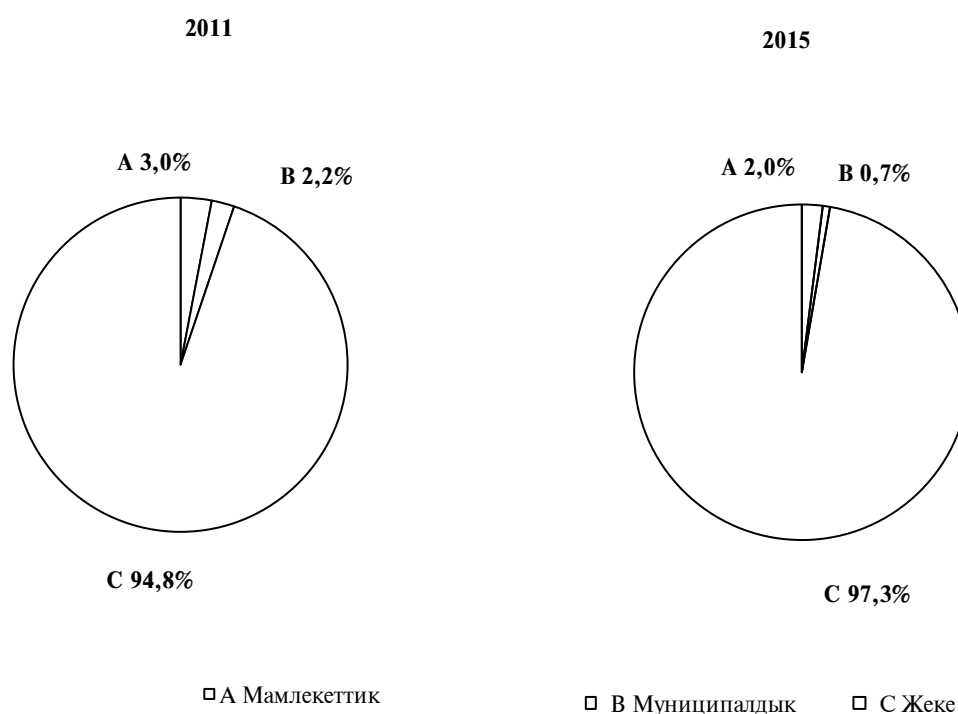 2011
2015
А 3,0%
В 2,2%
А 2,0%
В 0,7%
С 94,8%
С 97,3%
А Мамлекеттик
В Муниципалдык
С Жеке